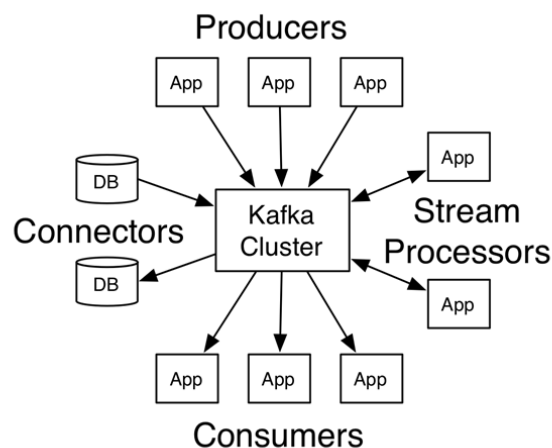 Producers
App
App
App
DB
App
Kafka
Cluster
Connectors
Stream
Processors
DB
App
App
App
App
Consumers